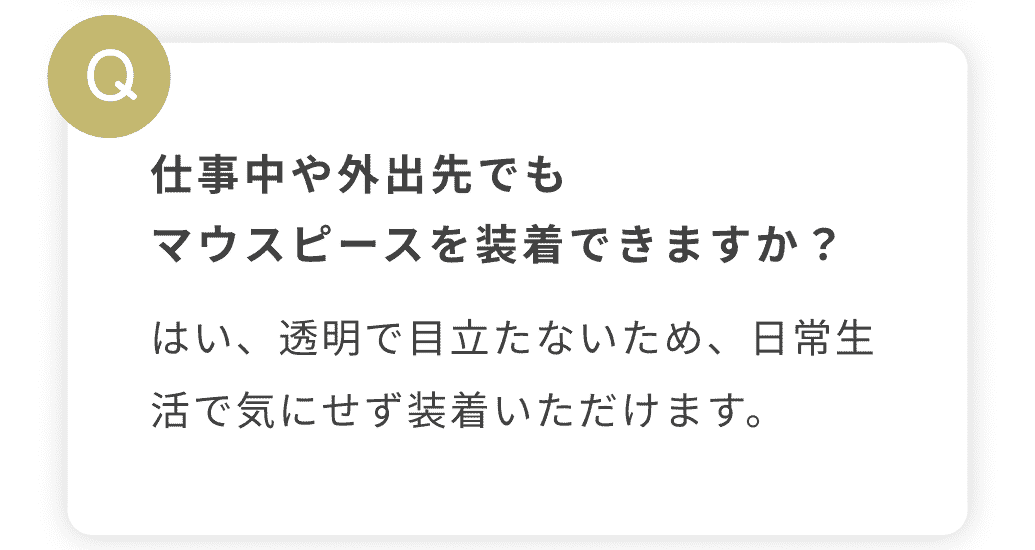 Q
仕事中や外出先でも
マウスピースを装着できますか？
はい、透明で目立たないため、日常生
活で気にせず装着いただけます。